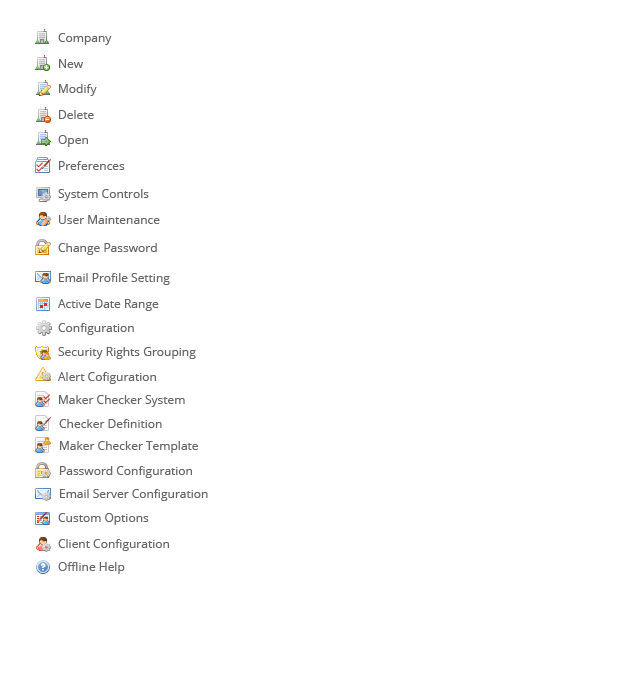 Company
New
Modify
Delete
Open
Preferences
System Controls
User Maintenance
Change Password
Email Profile Setting
Active Date Range
Configuration
Security Rights Grouping
Alert Cofiguration
Maker Checker System
Checker Definition
Maker Checker Template
Password Configuration
Email Server Configuration
Custom Options
Client Configuration
Offline Help